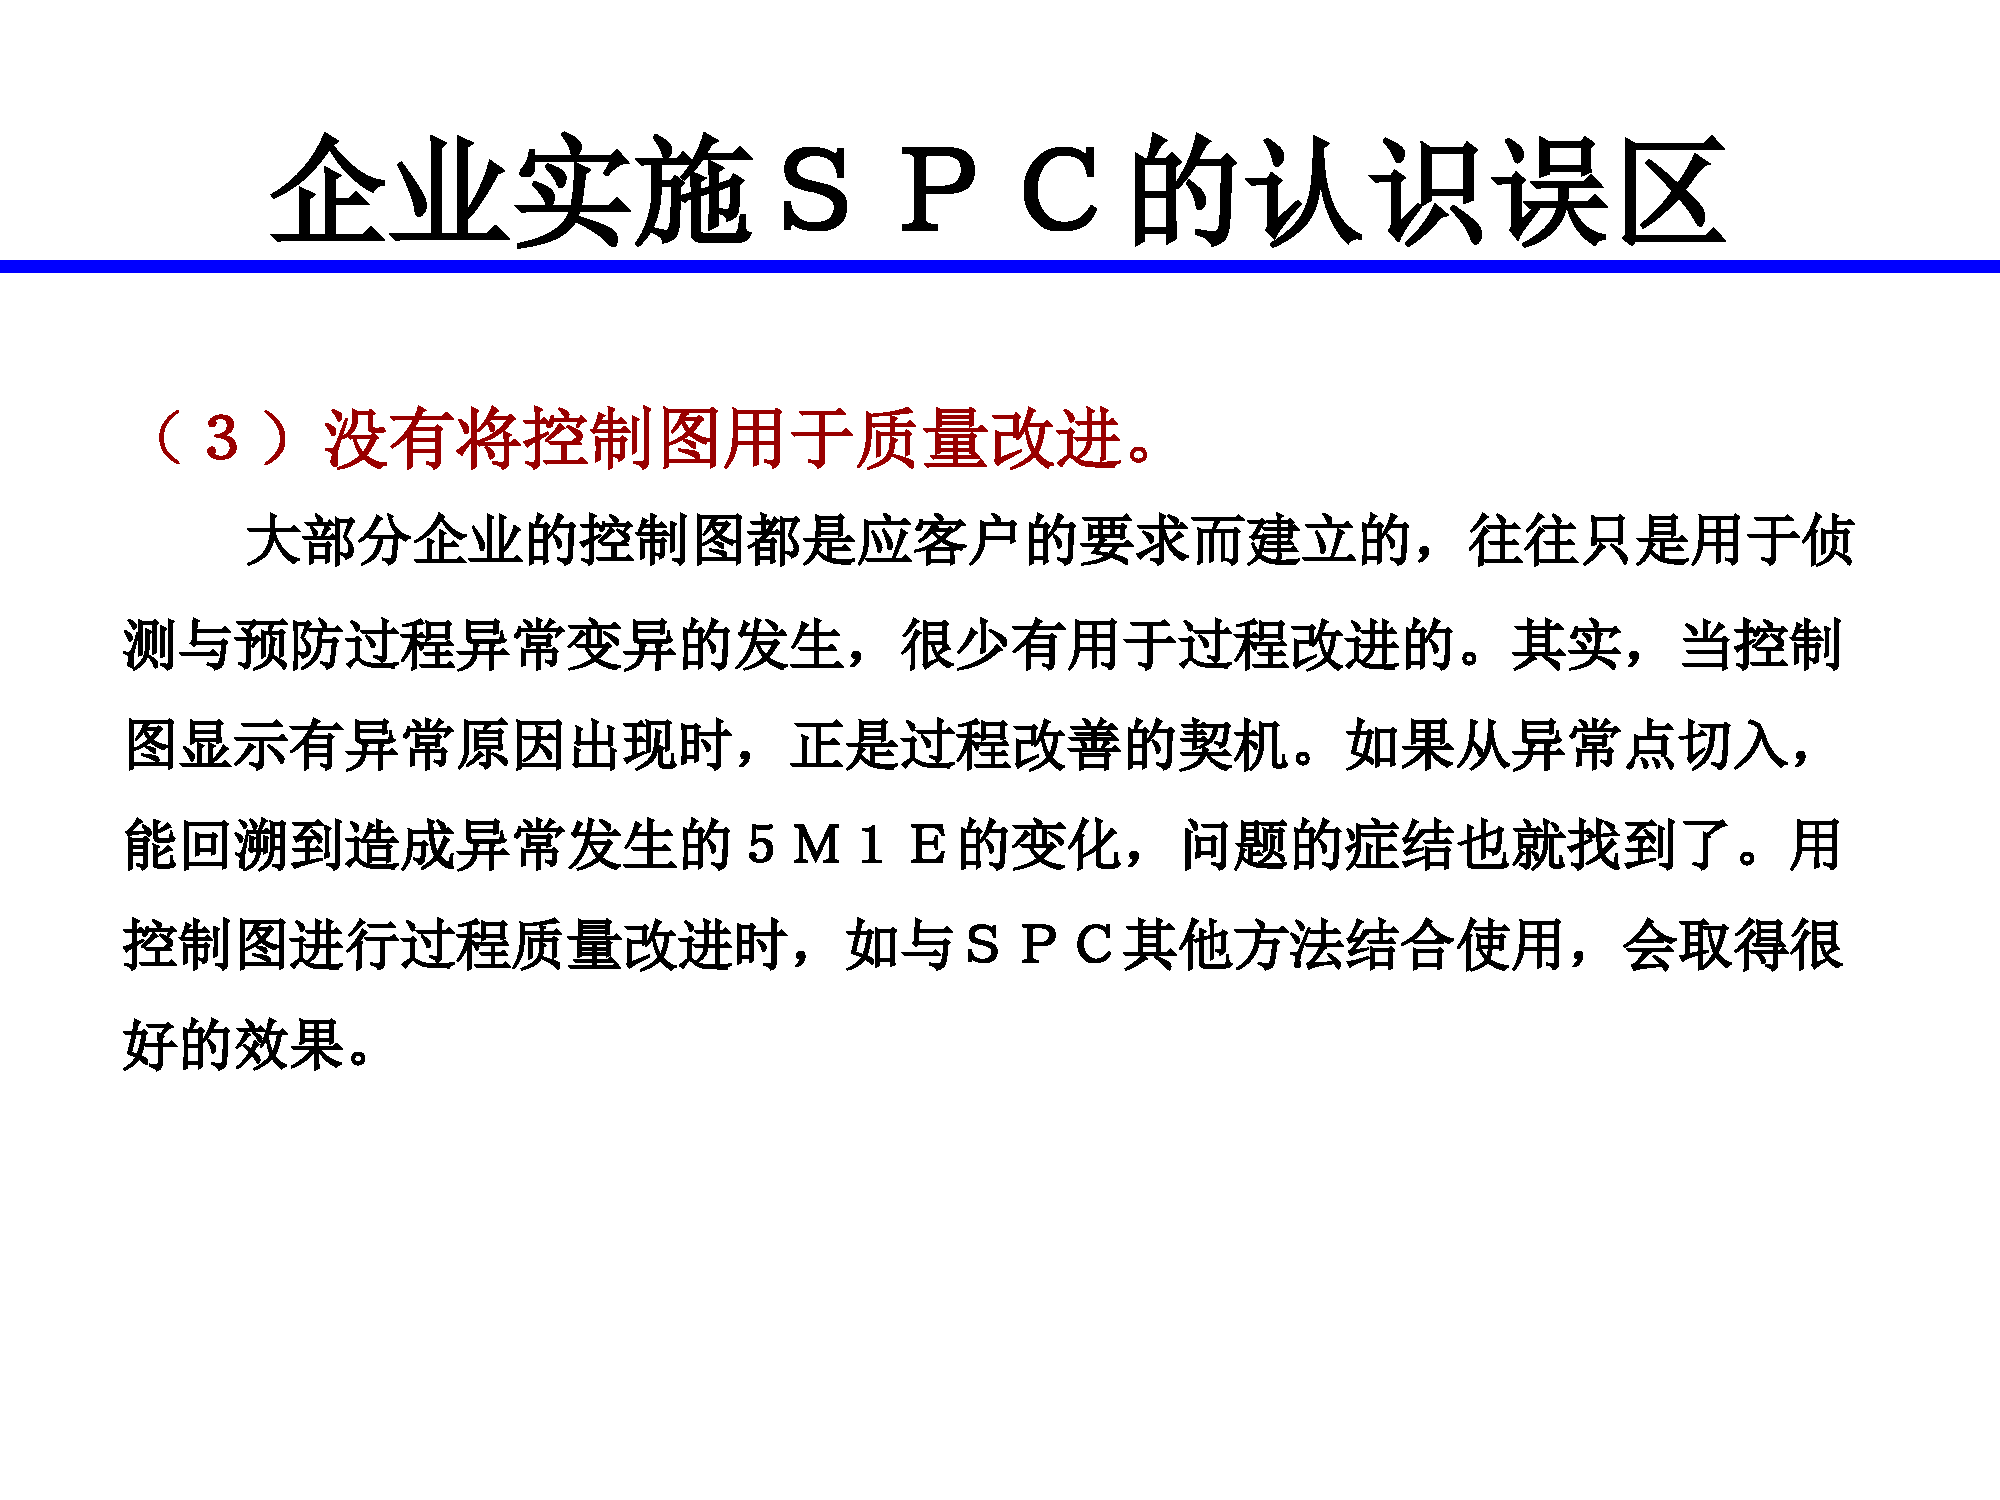 企业实施ＳＰＣ的认识误区
（３）没有将控制图用于质量改进。
大部分企业的控制图都是应客户的要求而建立的，往往只是用于侦
测与预防过程异常变异的发生，很少有用于过程改进的。其实，当控制
图显示有异常原因出现时，正是过程改善的契机。如果从异常点切入，
能回溯到造成异常发生的５Ｍ１Ｅ的变化，问题的症结也就找到了。用
控制图进行过程质量改进时，如与ＳＰＣ其他方法结合使用，会取得很
好的效果。